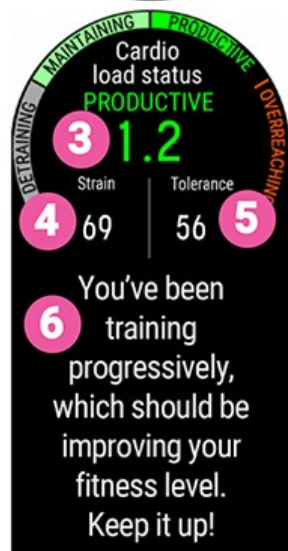 DETRAINING
MAINTAINING
PRODUCTIVE
OVERREACHING
Cardio
load status
PRODUCTIVE
3 1.2
Strain Tolerance
4 69 56 5
You've been
6 training
progressively,
which should be
improving your
fitness level.
Keep it up!